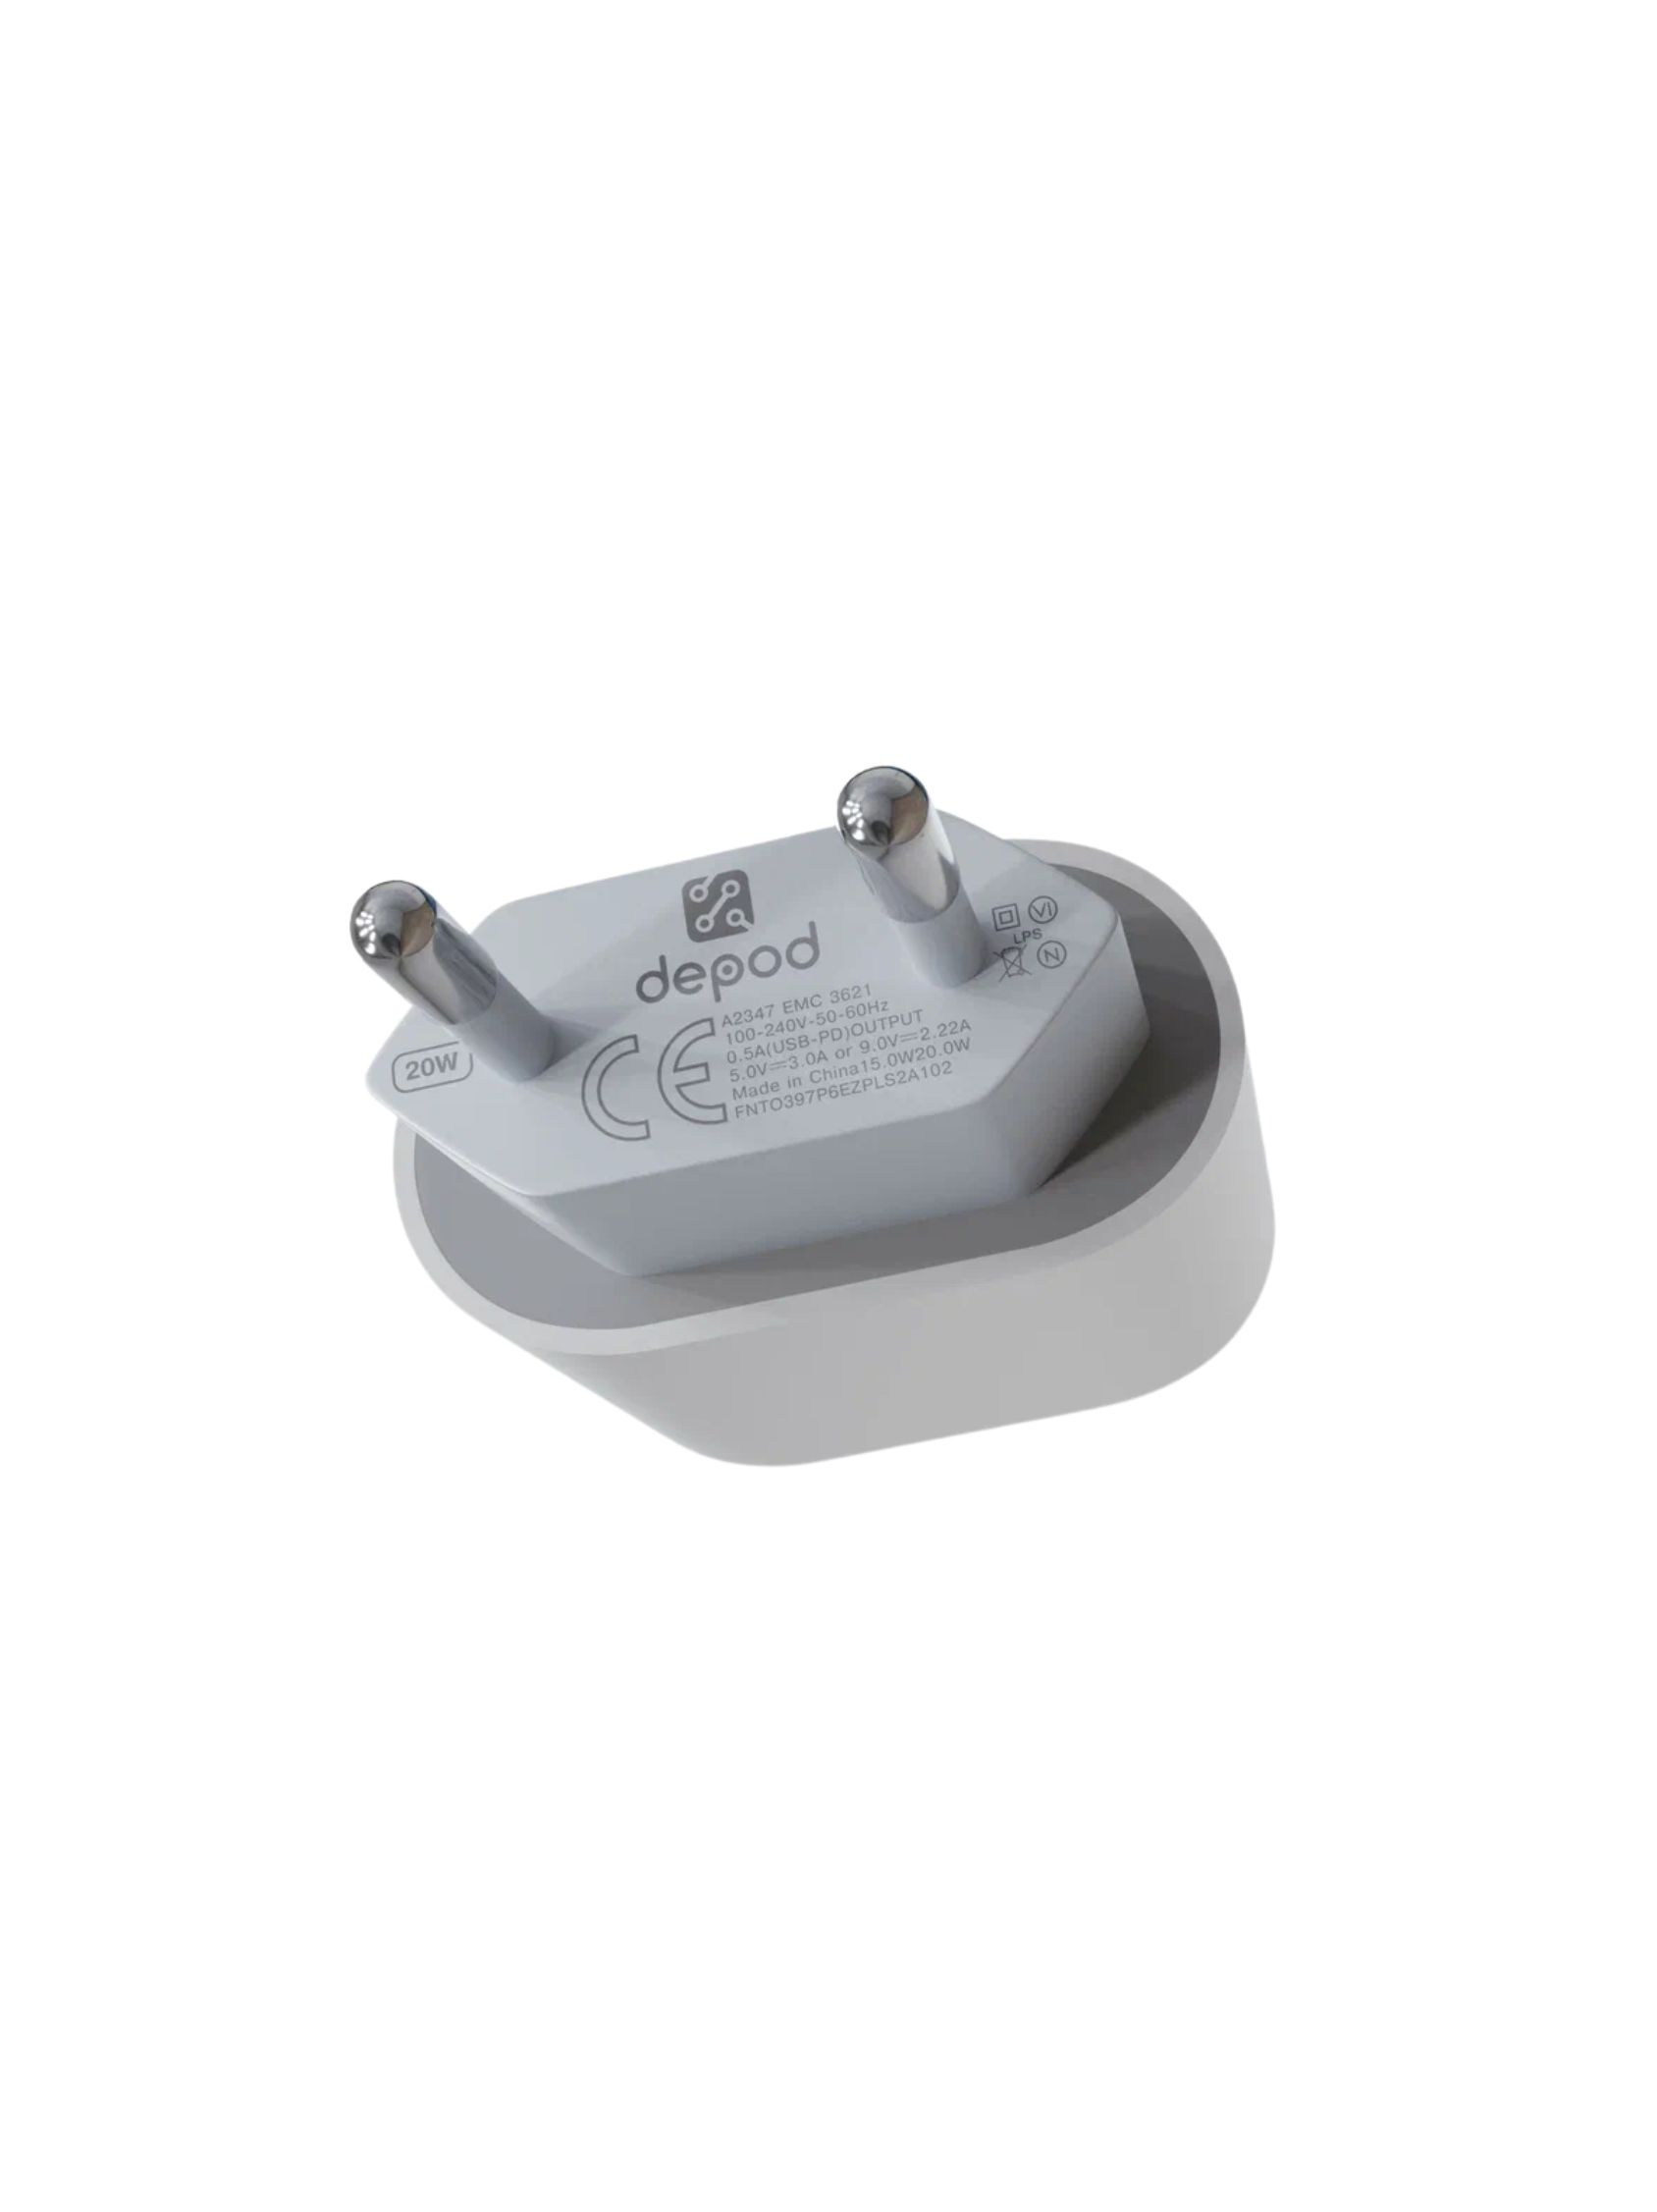 depod
A2347 EMC 3621
100-240V-50-60Hz
0.5A(USB-PD)OUTPUT
5.0V⎓3.0A or 9.0V⎓2.22A
Made in China15.0W20.0W
FNTO397P6EZPLS2A102
CE
20W
VI
LPS
N